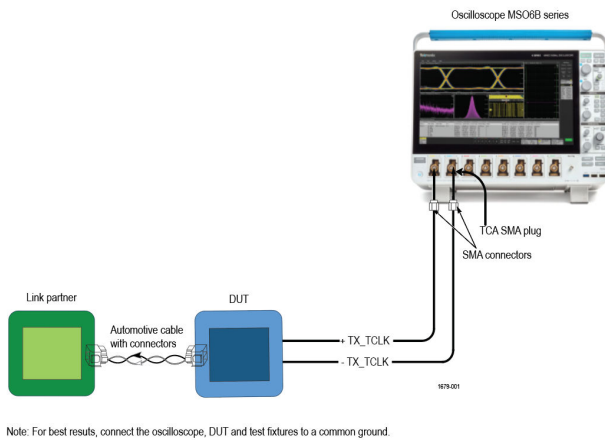 Oscilloscope MSO6B series
Tektronix
TCA SMA plug
SMA connectors
Link partner
DUT
Automotive cable
with connectors
+ TX_TCLK
- TX_TCLK
1679-001
Note: For best resuts, connect the oscilloscope, DUT and test fixtures to a common ground.